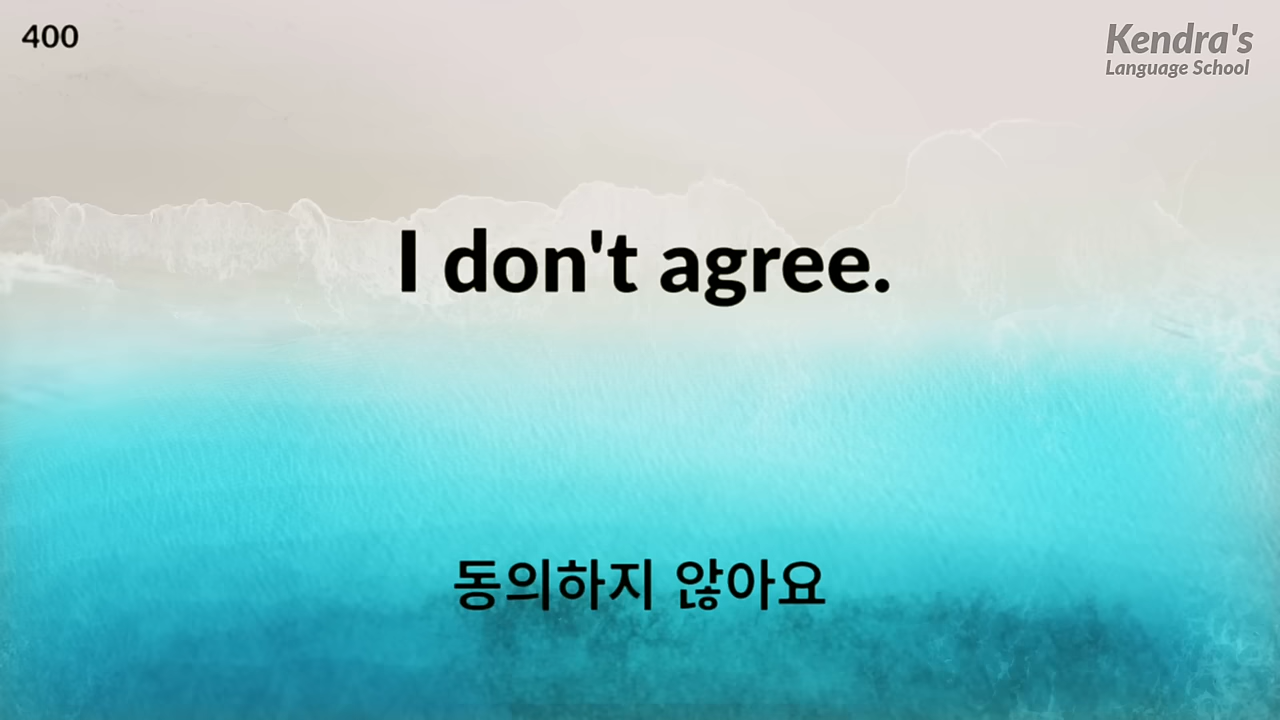 400
Kendra's
Language School
I don't agree.
동의하지 않아요